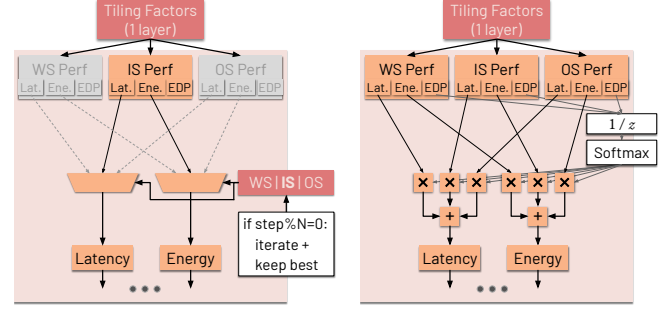 Tiling Factors
(1 layer)
WS Perf
Lat. Ene. EDP
IS Perf
Lat. Ene. EDP
OS Perf
Lat. Ene. EDP
WS | IS | OS
if step%N=0:
iterate +
keep best
Latency
Energy
Tiling Factors
(1 layer)
WS Perf
Lat. Ene. EDP
IS Perf
Lat. Ene. EDP
OS Perf
Lat. Ene. EDP
1/z
Softmax
× × × × × ×
+ +
Latency
Energy